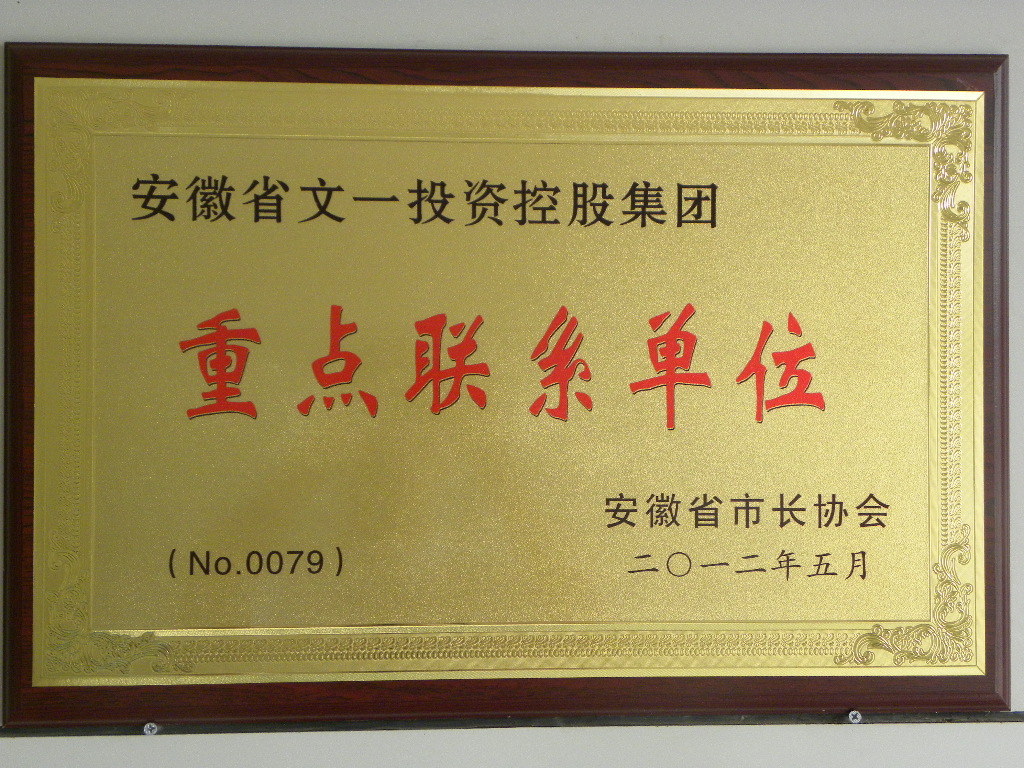 安徽省文一投资控股集团
重点联系单位
安徽省市长协会
（No.0079）
二〇一二年五月